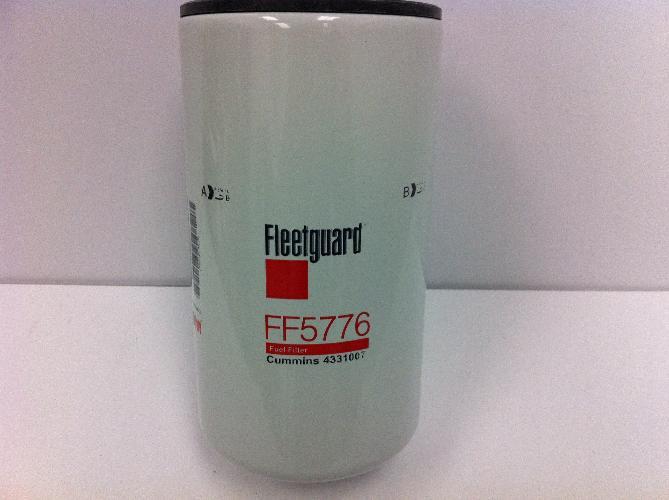 A
B
B
Fleetguard
FF5776
Fuel Filter
Cummins 4331007